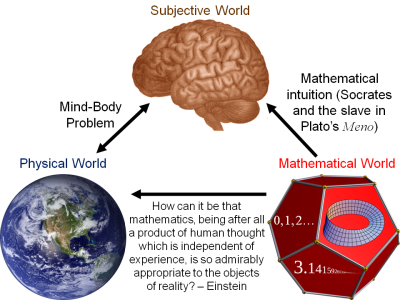 Subjective World
Mathematical
intuition (Socrates
and the slave in
Plato's Meno)
Mind-Body
Problem
Physical World
Mathematical World
How can it be that
mathematics, being after all
a product of human thought
which is independent of
experience, is so admirably
appropriate to the objects
of reality? – Einstein
0,1,2…
3.14159